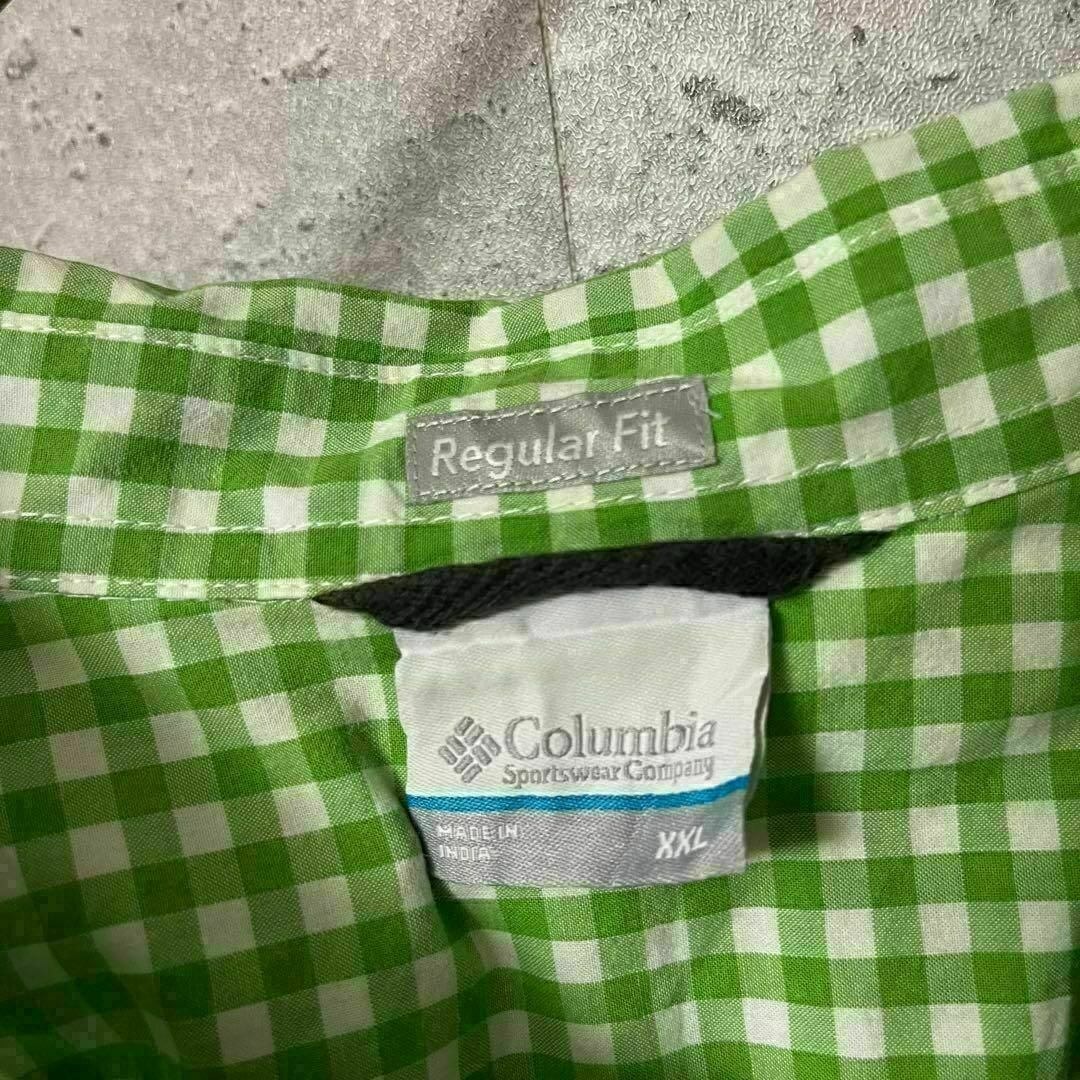 Regular Fit
Columbia
Sportswear Company
MADE IN
INDIA
XXL